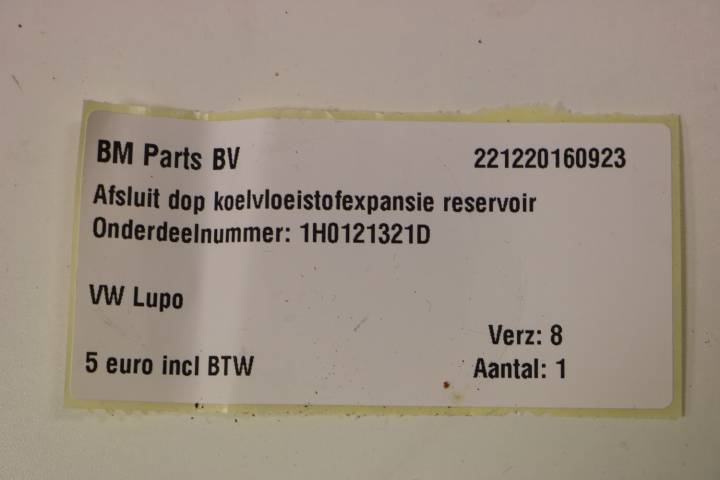 BM Parts BV 221220160923
Afsluit dop koelvloeistofexpansie reservoir
Onderdeelnummer: 1H0121321D
VW Lupo
Verz: 8
5 euro incl BTW Aantal: 1